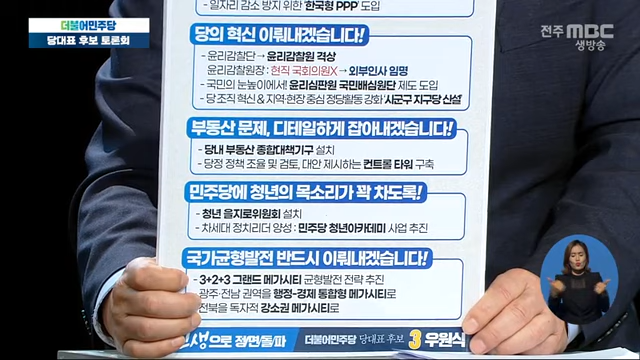 더불어민주당
당대표 후보 토론회
전주MBC
생방송
- 일자리 감소 방지 위한 '한국형 PPP' 도입
당의 혁신 이뤄내겠습니다!
- 윤리감찰단 → 윤리감찰원 격상
윤리감찰원장 : 현직 국회의원X → 외부인사 임명
- 국민의 눈높이에서! 윤리심판원 국민배심원단 제도 도입
- 당 조직 혁신 & 지역·현장 중심 정당활동 강화 '시군구 지구당 신설'
부동산 문제, 디테일하게 잡아내겠습니다!
- 당내 부동산 종합대책기구 설치
- 당정 정책 조율 및 검토, 대안 제시하는 컨트롤 타워 구축
민주당에 청년의 목소리가 꽉 차도록!
- 청년 을지로위원회 설치
- 차세대 정치리더 양성 : 민주당 청년아카데미 사업 추진
국가균형발전 반드시 이뤄내겠습니다!
- 3+2+3 그랜드 메가시티 균형발전 전략 추진
- 광주·전남 권역을 행정-경제 통합형 메가시티로
- 전북을 독자적 강소권 메가시티로
민생으로 정면돌파 더불어민주당 당대표 후보 3 우원식